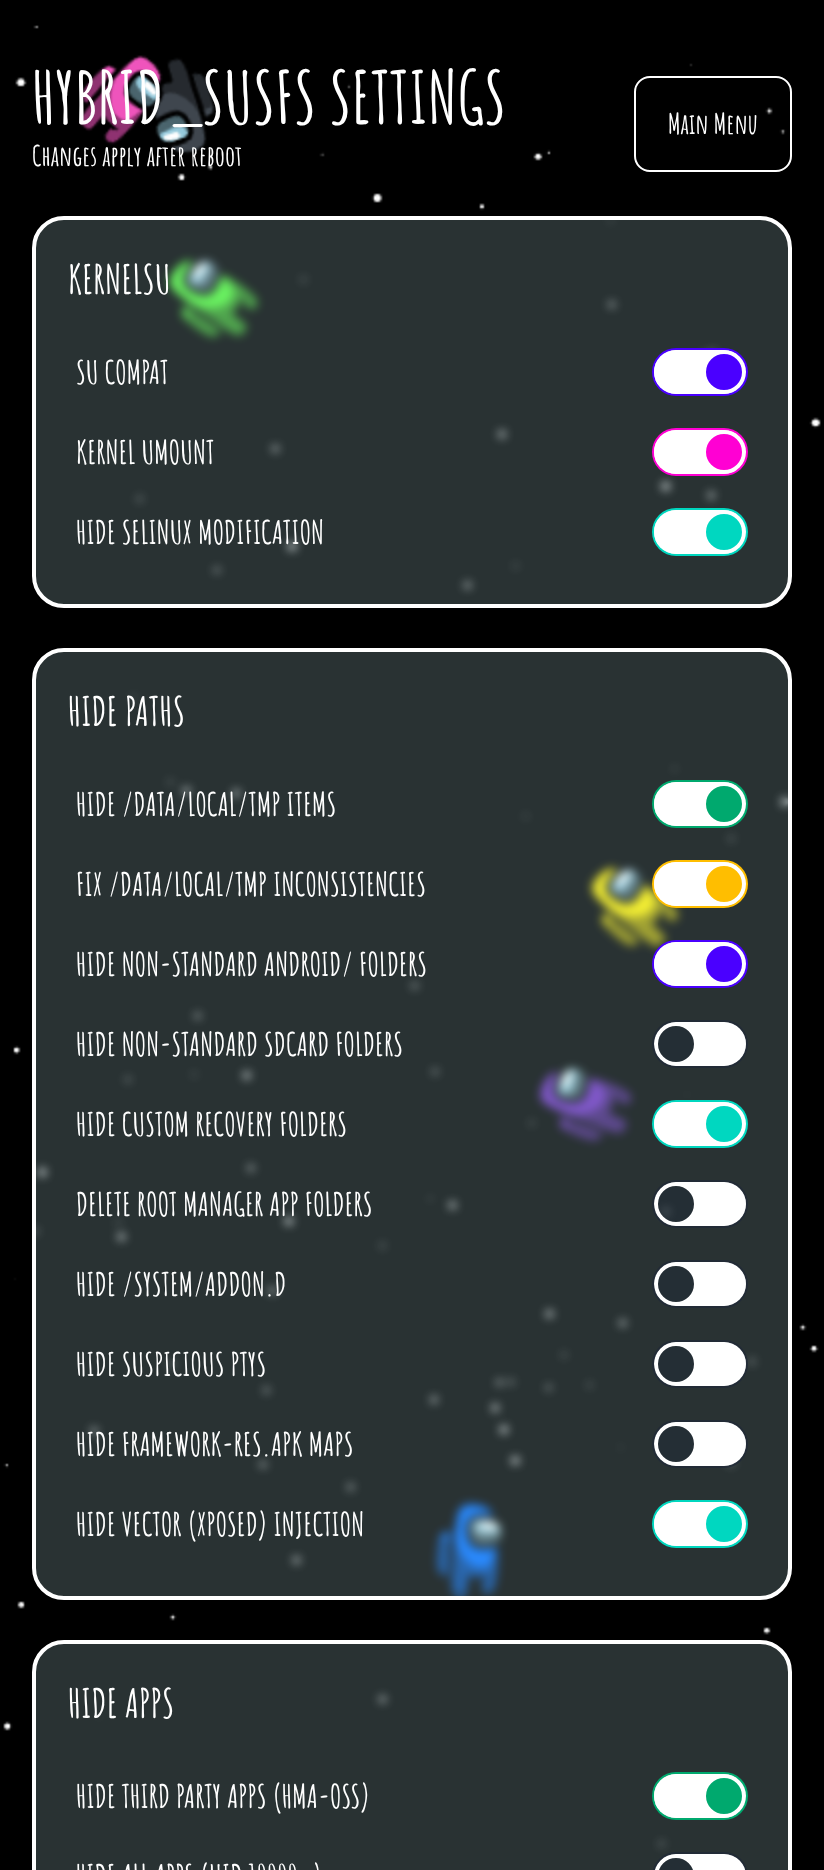 HYBRID_SUSFS SETTINGS
CHANGES APPLY AFTER REBOOT
MAIN MENU
KERNELSU
SU COMPAT
KERNEL UMOUNT
HIDE SELINUX MODIFICATION
HIDE PATHS
HIDE /DATA/LOCAL/TMP ITEMS
FIX /DATA/LOCAL/TMP INCONSISTENCIES
HIDE NON-STANDARD ANDROID/ FOLDERS
HIDE NON-STANDARD SDCARD FOLDERS
HIDE CUSTOM RECOVERY FOLDERS
DELETE ROOT MANAGER APP FOLDERS
HIDE /SYSTEM/ADDON.D
HIDE SUSPICIOUS PTYS
HIDE FRAMEWORK-RES.APK MAPS
HIDE VECTOR (XPOSED) INJECTION
HIDE APPS
HIDE THIRD PARTY APPS (HMA-OSS)
HIDE ALL APPS